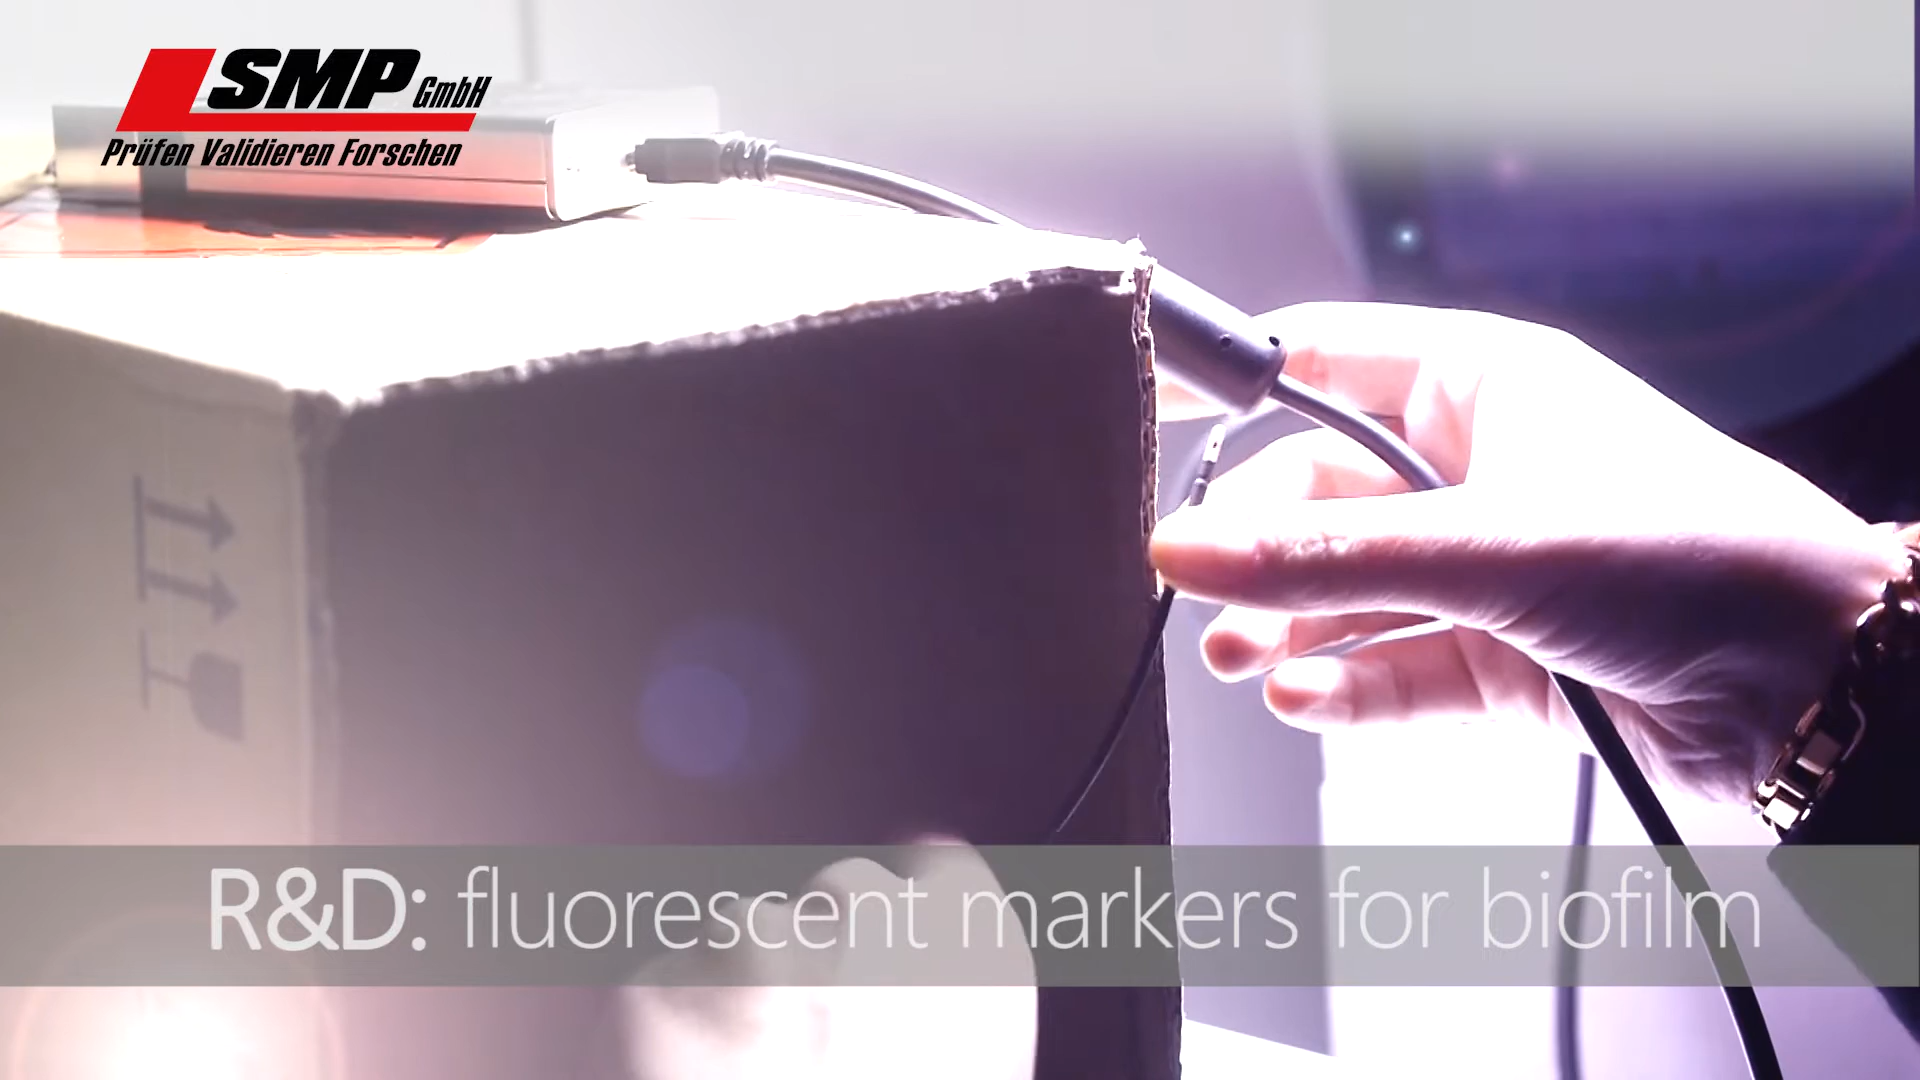 SMP GmbH
Prüfen Validieren Forschen
R&D: fluorescent markers for biofilm